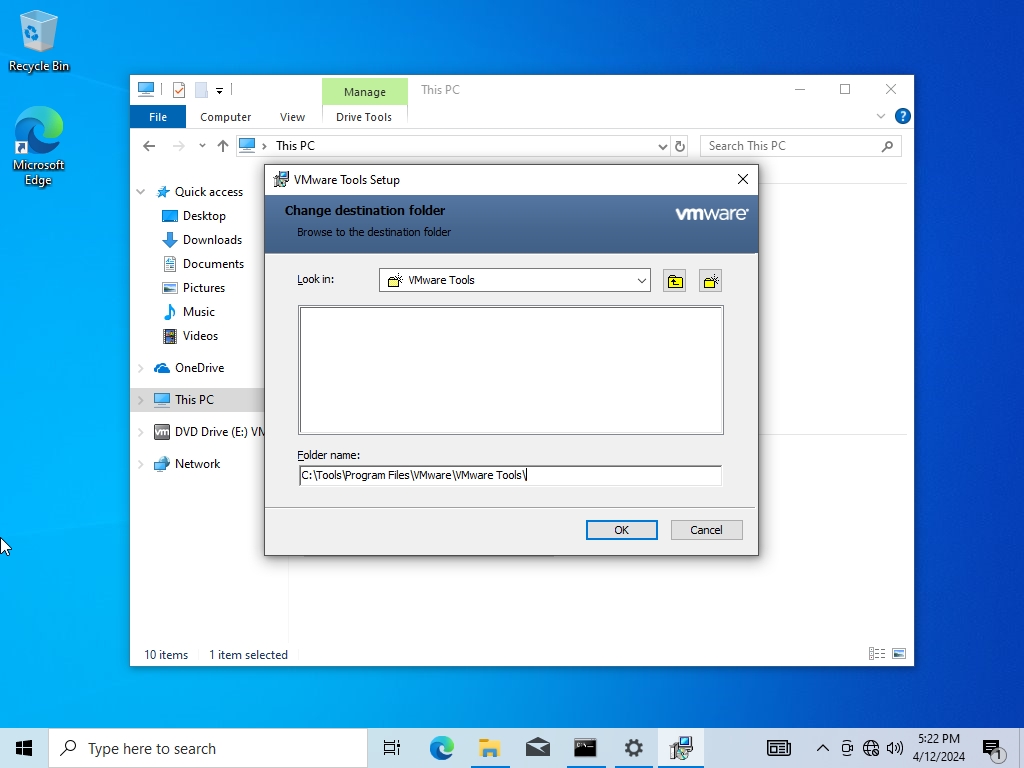 Recycle Bin
Microsoft
Edge
Manage
This PC
File
Computer
View
Drive Tools
?
This PC
Search This PC
Quick access
Desktop
Downloads
Documents
Pictures
Music
Videos
OneDrive
This PC
DVD Drive (E:) VM
Network
10 items
1 item selected
VMware Tools Setup
Change destination folder
vmware
Browse to the destination folder
Look in:
VMware Tools
Folder name:
C:\Tools\Program Files\VMware\VMware Tools\
OK
Cancel
Type here to search
5:22 PM
4/12/2024
1